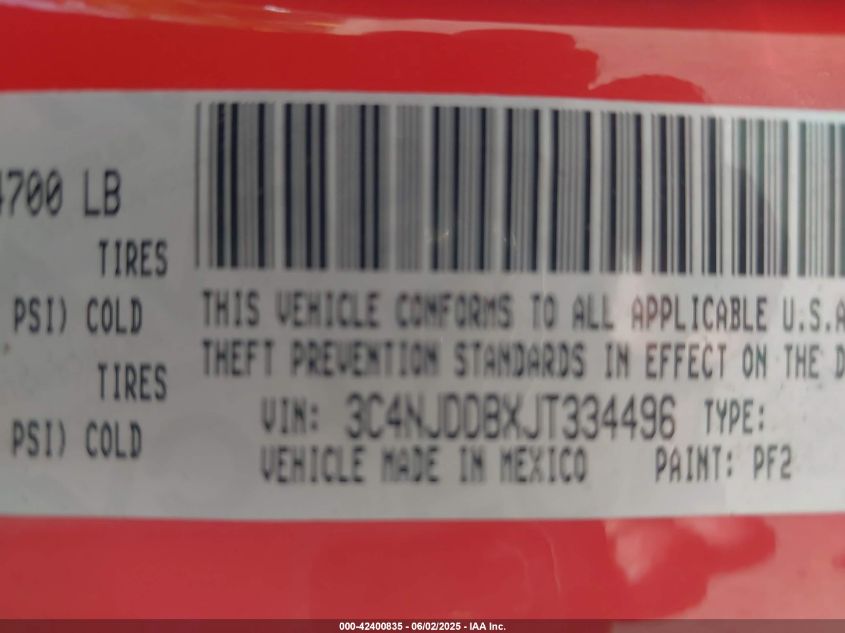 4700 LB
TIRES
PSI) COLD
TIRES
PSI) COLD
THIS VEHICLE CONFORMS TO ALL APPLICABLE U.S.A
THEFT PREVENTION STANDARDS IN EFFECT ON THE D
VIN: 3C4NJDDBXJT334496 TYPE:
VEHICLE MADE IN MEXICO PAINT: PF2
000-42400835 - 06/02/2025 - IAA Inc.